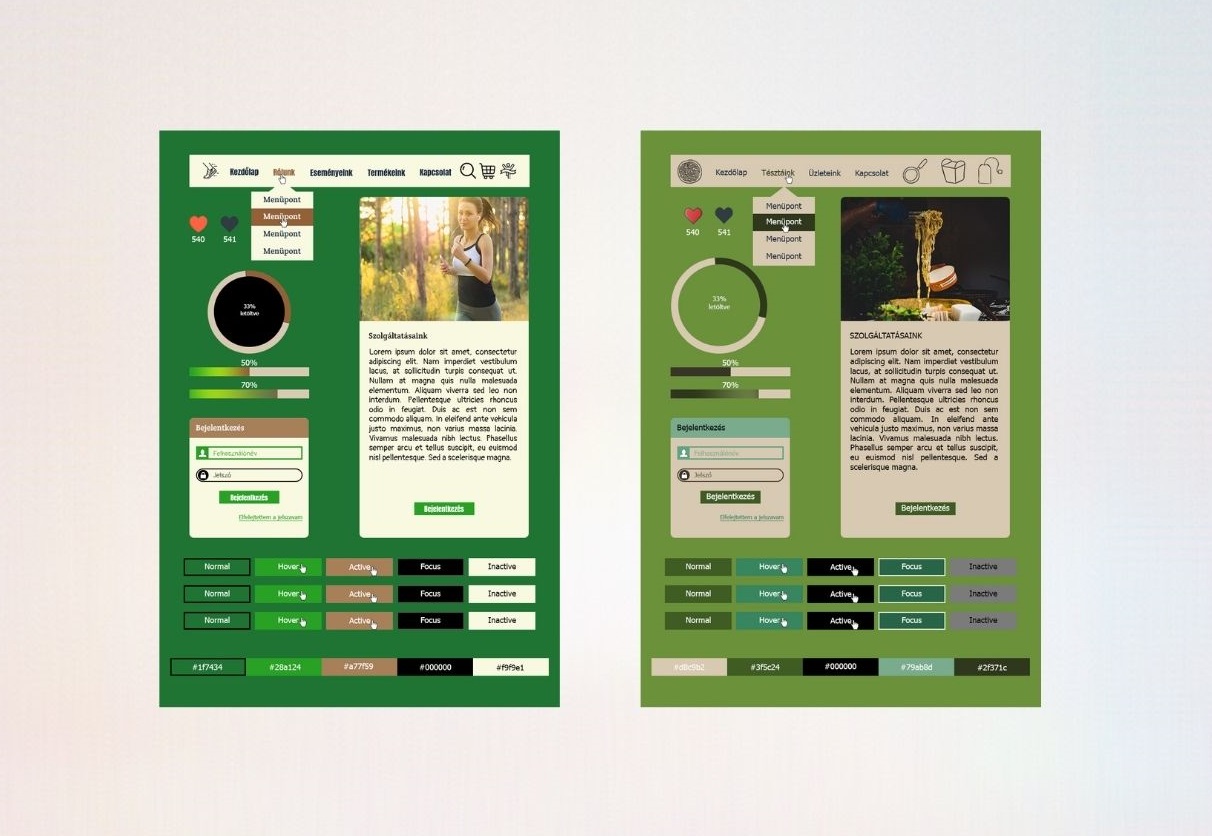 Kezdőlap Rólunk Eseményeink Termékeink Kapcsolat
Menüpont
Menüpont
Menüpont
Menüpont
540 541
33%
letöltve
50%
70%
Bejelentkezés
Felhasználónév
Jelszó
Bejelentkezés
Elfelejtettem a jelszavam
Szolgáltatásaink
Lorem ipsum dolor sit amet, consectetur
adipiscing elit. Nam imperdiet vestibulum
lacus, at sollicitudin turpis consequat ut.
Nullam at magna quis nulla malesuada
elementum. Aliquam viverra sed leo non
interdum. Pellentesque ultricies rhoncus
odio in feugiat. Duis ac est non sem
commodo aliquam. In eleifend ante vehicula
justo maximus, non varius massa lacinia.
Vivamus malesuada nibh lectus. Phasellus
semper arcu et tellus suscipit, eu euismod
nisl pellentesque. Sed a scelerisque magna.
Bejelentkezés
Normal Hover Active Focus Inactive
Normal Hover Active Focus Inactive
Normal Hover Active Focus Inactive
#1f7434 #28a124 #a77f59 #000000 #f9f9e1
Kezdőlap Tésztáink Üzleteink Kapcsolat
Menüpont
Menüpont
Menüpont
Menüpont
540 541
33%
letöltve
50%
70%
Bejelentkezés
Felhasználónév
Jelszó
Bejelentkezés
Elfelejtettem a jelszavam
SZOLGÁLTATÁSAINK
Lorem ipsum dolor sit amet, consectetur
adipiscing elit. Nam imperdiet vestibulum
lacus, at sollicitudin turpis consequat ut.
Nullam at magna quis nulla malesuada
elementum. Aliquam viverra sed leo non
interdum. Pellentesque ultricies rhoncus
odio in feugiat. Duis ac est non sem
commodo aliquam. In eleifend ante
vehicula justo maximus, non varius massa
lacinia. Vivamus malesuada nibh lectus.
Phasellus semper arcu et tellus suscipit,
eu euismod nisl pellentesque. Sed a
scelerisque magna.
Bejelentkezés
Normal Hover Active Focus Inactive
Normal Hover Active Focus Inactive
Normal Hover Active Focus Inactive
#d8c9b2 #3f5c24 #000000 #79ab8d #2f371c